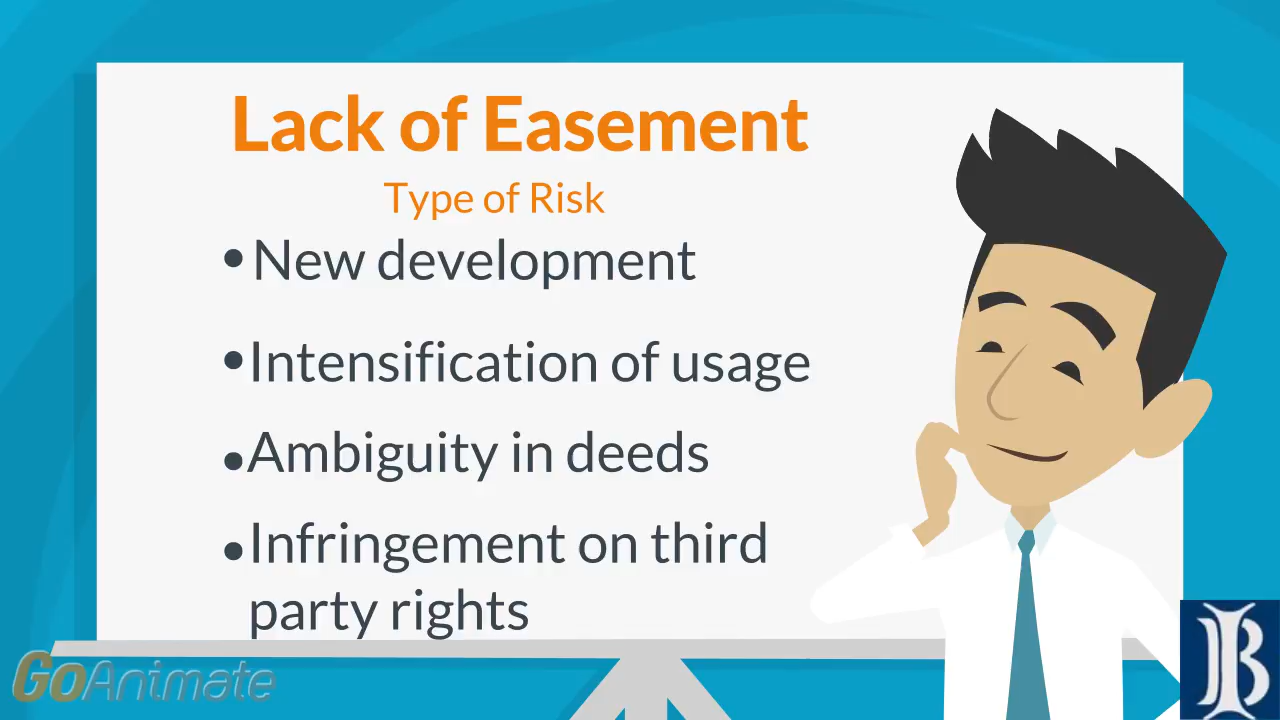 Lack of Easement
Type of Risk
• New development
• Intensification of usage
• Ambiguity in deeds
• Infringement on third
party rights
GoAnimate
IB